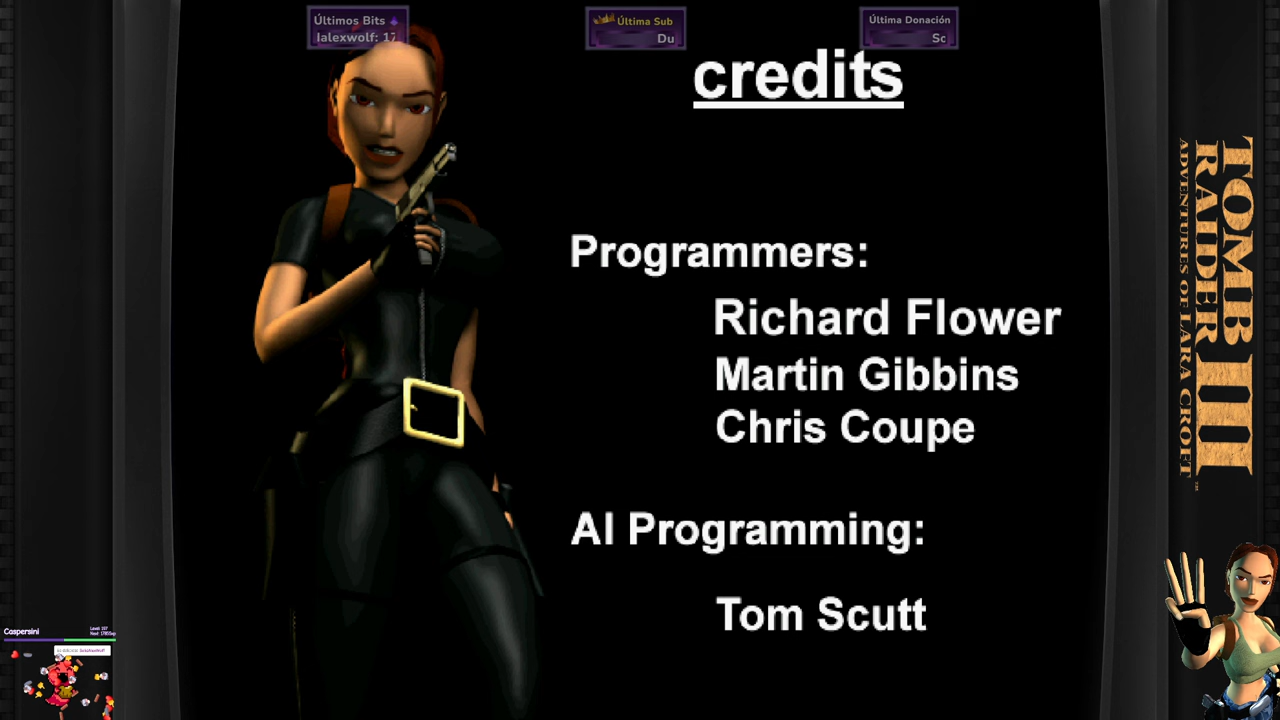 Últimos Bits
lalexwolf: 17
Última Sub
Du
Última Donación
Sc
credits
Programmers:
Richard Flower
Martin Gibbins
Chris Coupe
AI Programming:
Tom Scutt
TOMB
RAIDER III
ADVENTURES OF LARA CROFT
Caspersini